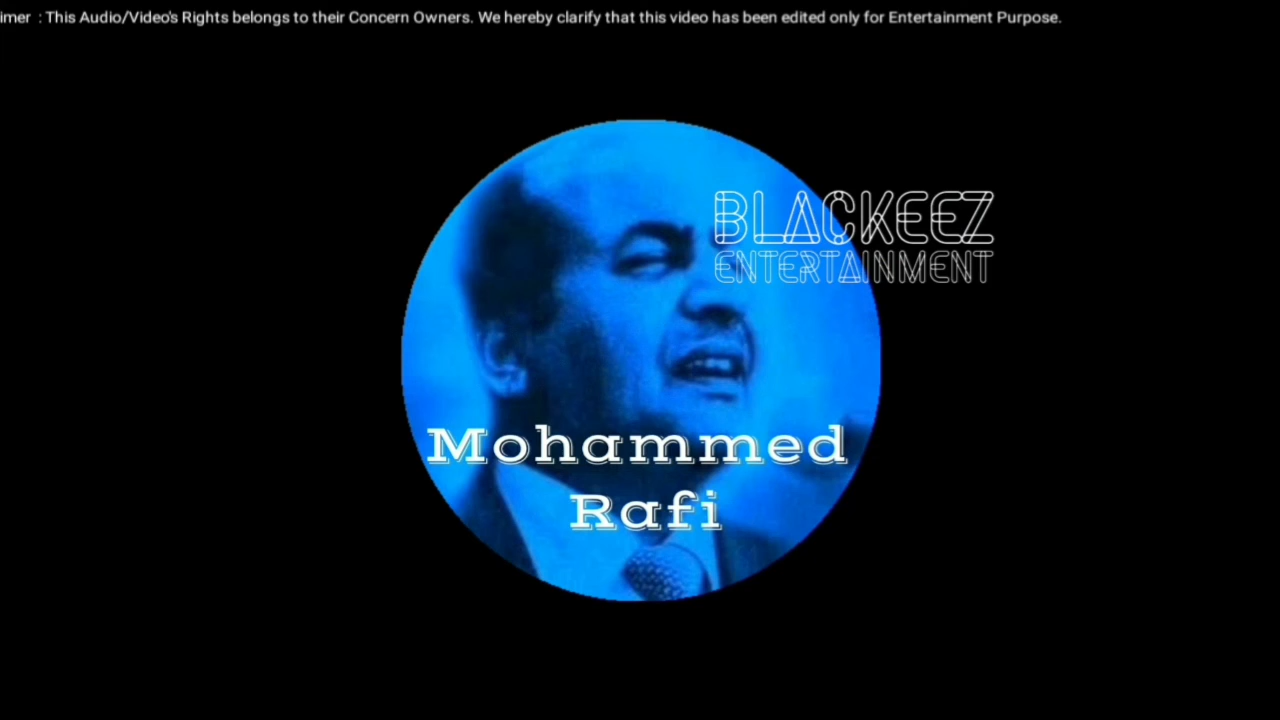 imer : This Audio/Video's Rights belongs to their Concern Owners. We hereby clarify that this video has been edited only for Entertainment Purpose.
BLACKEEZ
ENTERTAINMENT
Mohammed
Rafi